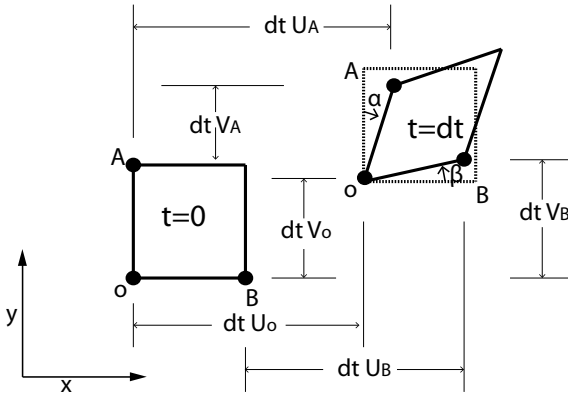 dt UA
A
α
t=dt
dt VA
A
β
o
B
t=0
dt Vo
dt VB
o
B
y
dt Uo
dt UB
x